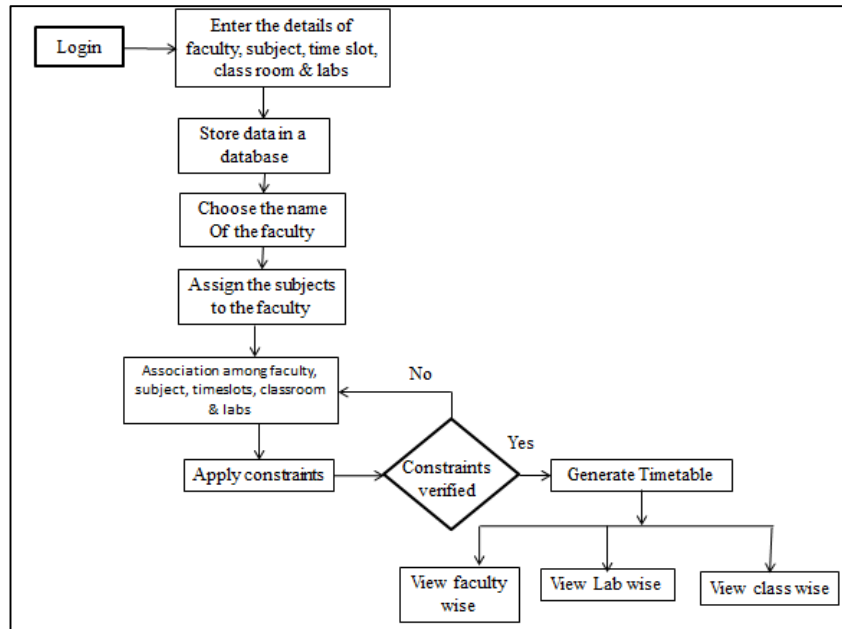 Login
Enter the details of
faculty, subject, time slot,
class room & labs
Store data in a
database
Choose the name
Of the faculty
Assign the subjects
to the faculty
Association among faculty,
subject, timeslots, classroom
& labs
No
Apply constraints
Constraints
verified
Yes
Generate Timetable
View faculty
wise
View Lab wise
View class wise